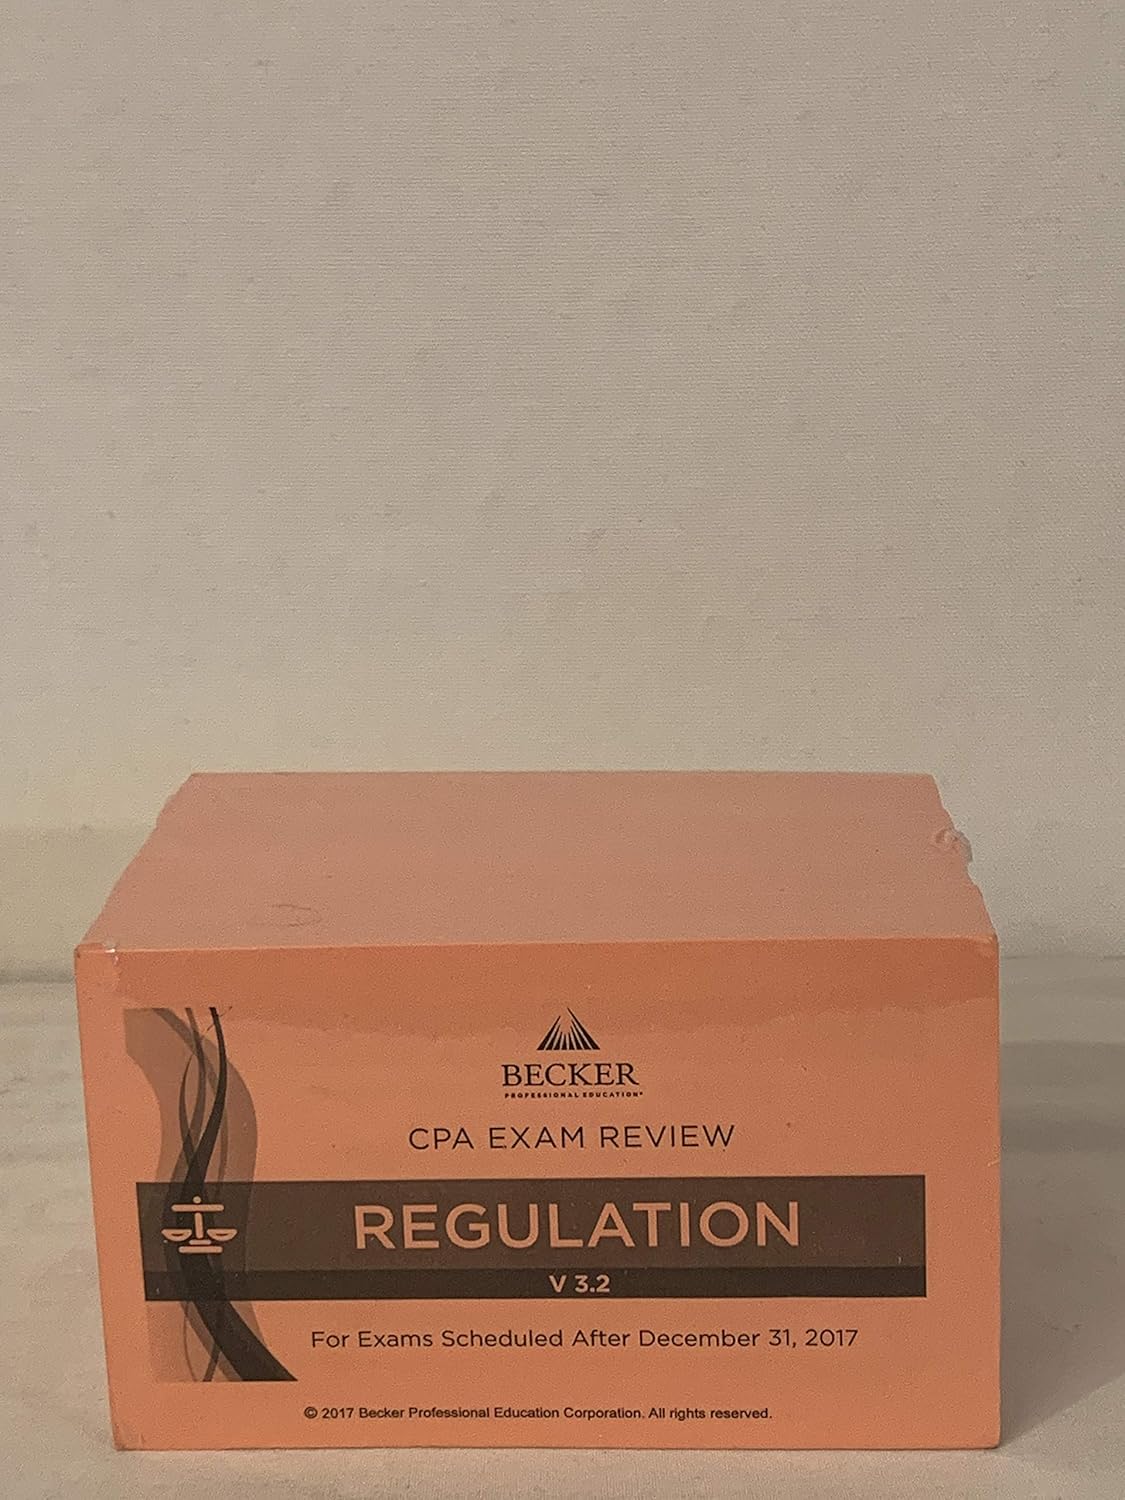 BECKER
PROFESSIONAL EDUCATION®
CPA EXAM REVIEW
REGULATION
V 3.2
For Exams Scheduled After December 31, 2017
© 2017 Becker Professional Education Corporation. All rights reserved.